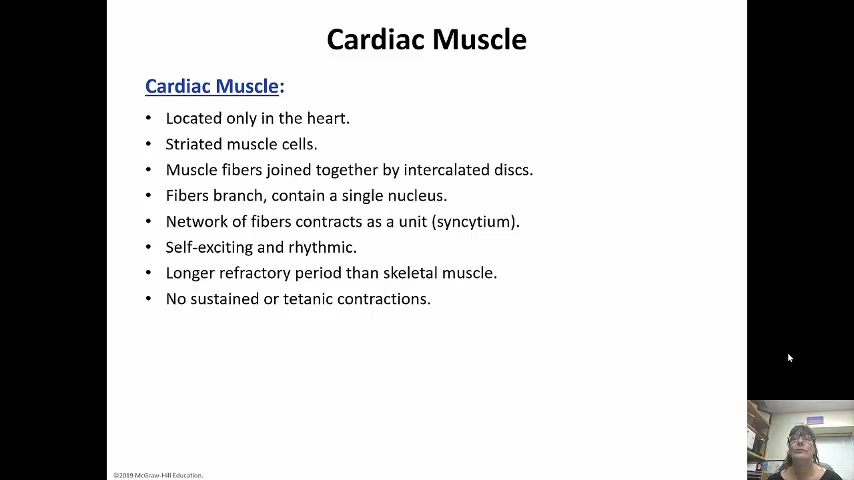 Cardiac Muscle
Cardiac Muscle:
• Located only in the heart.
• Striated muscle cells.
• Muscle fibers joined together by intercalated discs.
• Fibers branch, contain a single nucleus.
• Network of fibers contracts as a unit (syncytium).
• Self-exciting and rhythmic.
• Longer refractory period than skeletal muscle.
• No sustained or tetanic contractions.
©2019 McGraw-Hill Education.